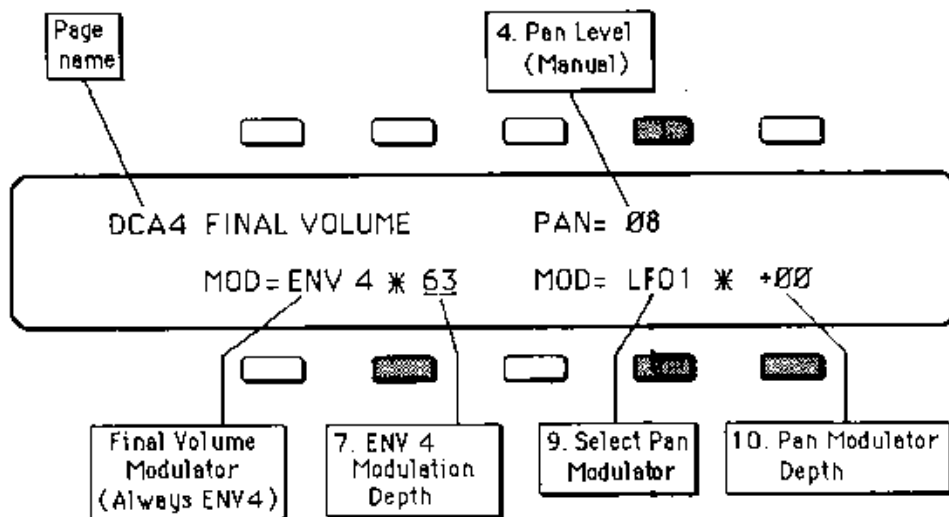 Page
name
4. Pan Level
(Manual)
DCA4 FINAL VOLUME PAN= Ø8
MOD=ENV 4 * 63 MOD= LFO1 * +ØØ
Final Volume
Modulator
(Always ENV4)
7. ENV 4
Modulation
Depth
9. Select Pan
Modulator
10. Pan Modulator
Depth